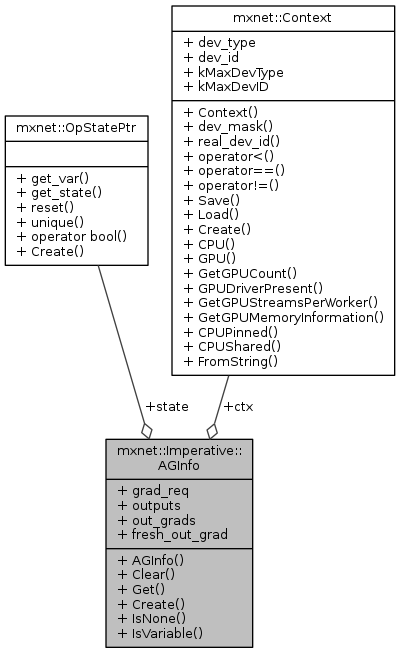 mxnet::Context
+ dev_type
+ dev_id
+ kMaxDevType
+ kMaxDevID
+ Context()
+ dev_mask()
+ real_dev_id()
+ operator<()
+ operator==()
+ operator!=()
+ Save()
+ Load()
+ Create()
+ CPU()
+ GPU()
+ GetGPUCount()
+ GPUDriverPresent()
+ GetGPUStreamsPerWorker()
+ GetGPUMemoryInformation()
+ CPUPinned()
+ CPUShared()
+ FromString()
mxnet::OpStatePtr
+ get_var()
+ get_state()
+ reset()
+ unique()
+ operator bool()
+ Create()
+state
+ctx
mxnet::Imperative::
AGInfo
+ grad_req
+ outputs
+ out_grads
+ fresh_out_grad
+ AGInfo()
+ Clear()
+ Get()
+ Create()
+ IsNone()
+ IsVariable()